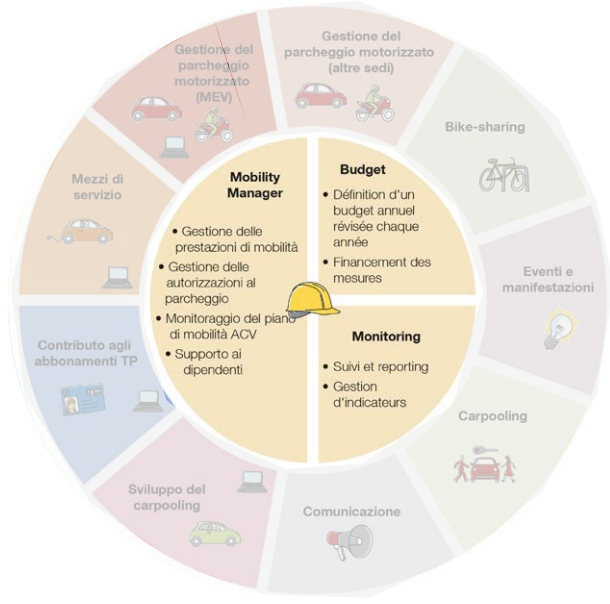 Gestione del
parcheggio
motorizzato
(MEV)
Gestione del
parcheggio motorizzato
(altre sedi)
Bike-sharing
Eventi e
manifestazioni
Carpooling
Comunicazione
Sviluppo del
carpooling
Contributo agli
abbonamenti TP
Mezzi di
servizio
Mobility
Manager
• Gestione delle
prestazioni di mobilità
• Gestione delle
autorizzazioni al
parcheggio
• Monitoraggio del piano
di mobilità ACV
• Supporto ai
dipendenti
Budget
• Définition d'un
budget annuel
révisée chaque
année
• Financement des
mesures
Monitoring
• Suivi et reporting
• Gestion
d'indicateurs